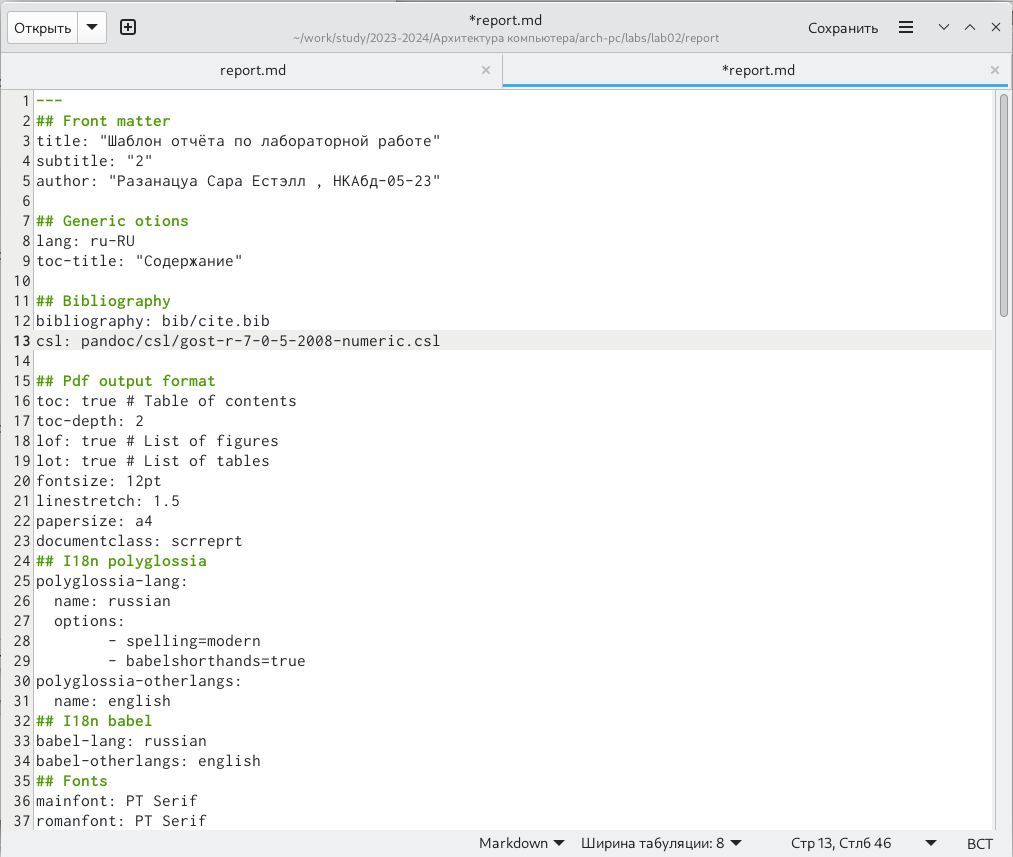 Открыть
*report.md
~/work/study/2023-2024/Архитектура компьютера/arch-pc/labs/lab02/report
Сохранить
report.md
*report.md
1 ---
2 ## Front matter
3 title: "Шаблон отчёта по лабораторной работе"
4 subtitle: "2"
5 author: "Разанацуа Сара Естэлл , НКАбд-05-23"
6
7 ## Generic otions
8 lang: ru-RU
9 toc-title: "Содержание"
10
11 ## Bibliography
12 bibliography: bib/cite.bib
13 csl: pandoc/csl/gost-r-7-0-5-2008-numeric.csl
14
15 ## Pdf output format
16 toc: true # Table of contents
17 toc-depth: 2
18 lof: true # List of figures
19 lot: true # List of tables
20 fontsize: 12pt
21 linestretch: 1.5
22 papersize: a4
23 documentclass: scrreprt
24 ## I18n polyglossia
25 polyglossia-lang:
26   name: russian
27   options:
28         - spelling=modern
29         - babelshorthands=true
30 polyglossia-otherlangs:
31   name: english
32 ## I18n babel
33 babel-lang: russian
34 babel-otherlangs: english
35 ## Fonts
36 mainfont: PT Serif
37 romanfont: PT Serif
Markdown Ширина табуляции: 8 Стр 13, Стлб 46 ВСТ